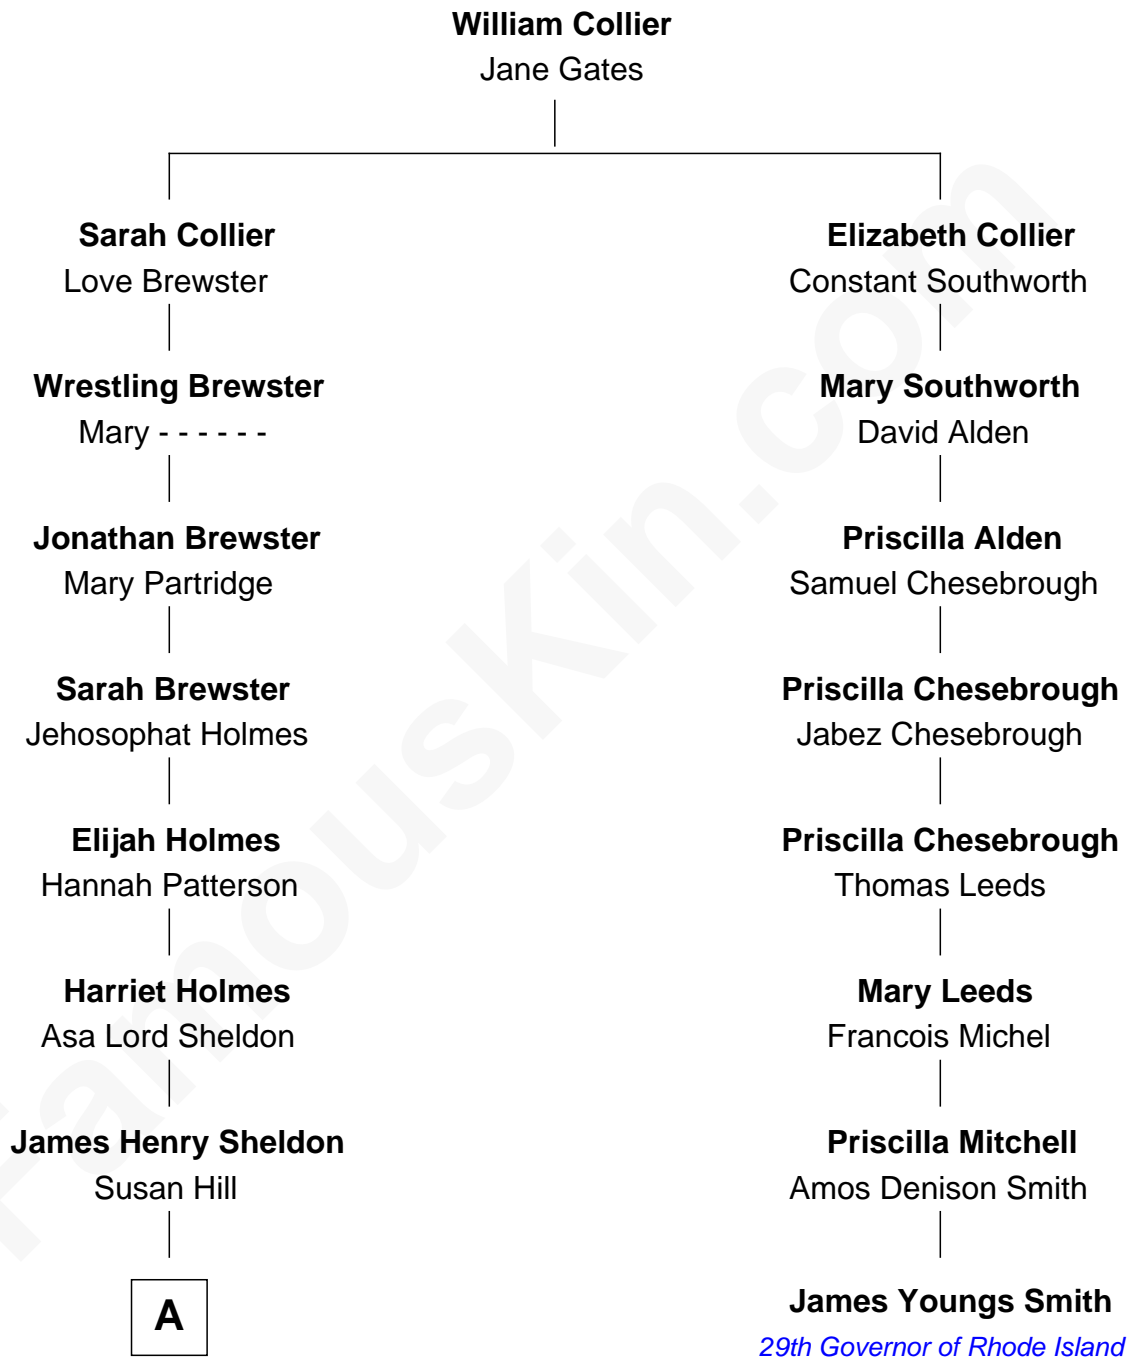 William Collier
Jane Gates
Sarah Collier
Love Brewster
Wrestling Brewster
Mary - - - - - -
Jonathan Brewster
Mary Partridge
Sarah Brewster
Jehosophat Holmes
Elijah Holmes
Hannah Patterson
Harriet Holmes
Asa Lord Sheldon
James Henry Sheldon
Susan Hill
A
Elizabeth Collier
Constant Southworth
Mary Southworth
David Alden
Priscilla Alden
Samuel Chesebrough
Priscilla Chesebrough
Jabez Chesebrough
Priscilla Chesebrough
Thomas Leeds
Mary Leeds
Francois Michel
Priscilla Mitchell
Amos Denison Smith
James Youngs Smith
29th Governor of Rhode Island
FamousKin.com